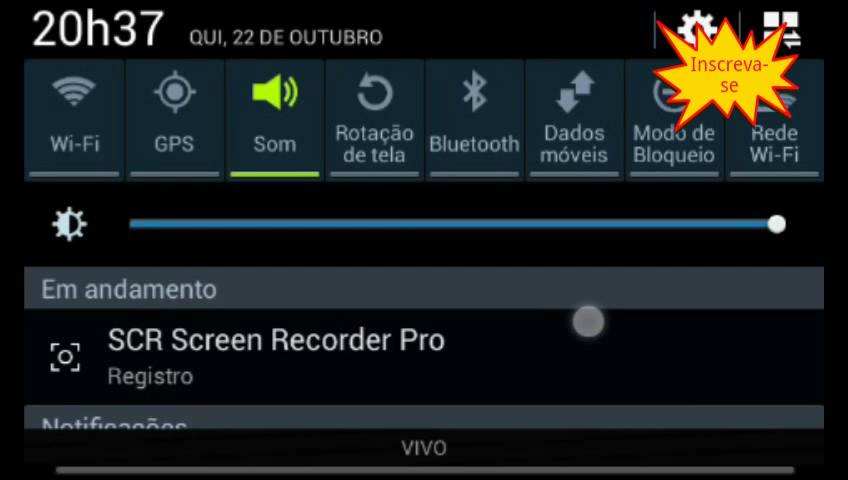 20h37 QUI, 22 DE OUTUBRO
Inscreva-
se
Wi-Fi
GPS
Som
Rotação
de tela
Bluetooth
Dados
móveis
Modo de
Bloqueio
Rede
Wi-Fi
Em andamento
SCR Screen Recorder Pro
Registro
Notificações
VIVO